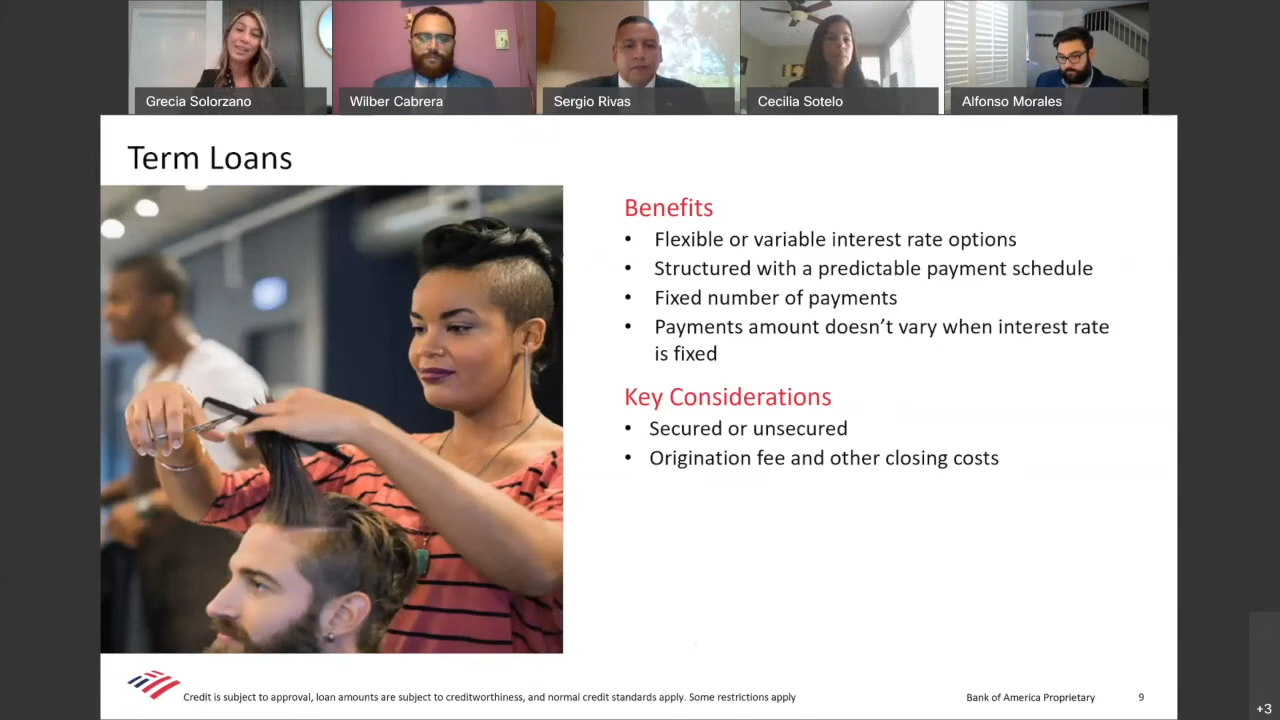 Grecia Solorzano
Wilber Cabrera
Sergio Rivas
Cecilia Sotelo
Alfonso Morales
Term Loans
Benefits
• Flexible or variable interest rate options
• Structured with a predictable payment schedule
• Fixed number of payments
• Payments amount doesn’t vary when interest rate
is fixed
Key Considerations
• Secured or unsecured
• Origination fee and other closing costs
Credit is subject to approval, loan amounts are subject to creditworthiness, and normal credit standards apply. Some restrictions apply
Bank of America Proprietary
9
+3